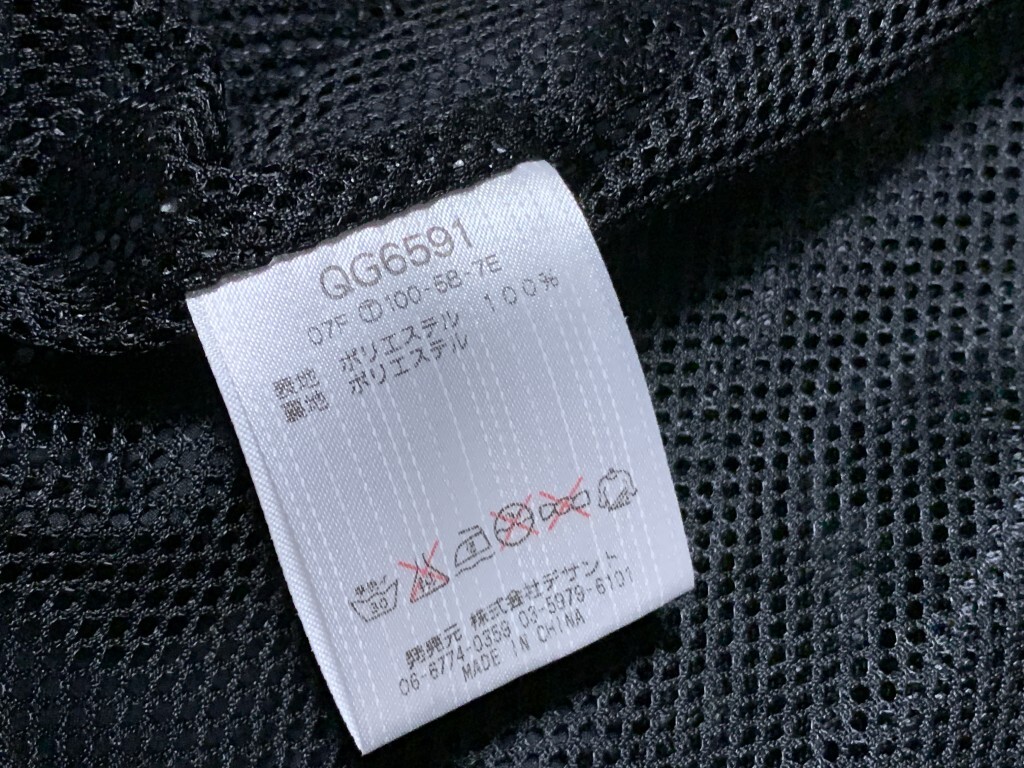 QG6591
07F Ⓣ100-5B-7E
表地 ポリエステル 100%
裏地 ポリエステル
30
発売元 株式会社デサント
06-6774-0359 03-5979-6101
MADE IN CHINA